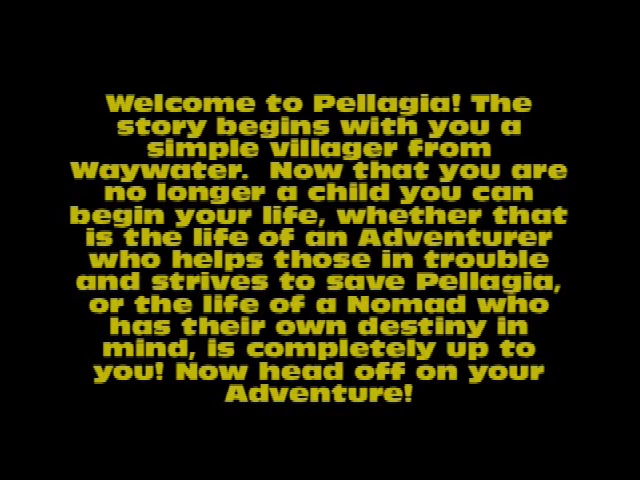 Welcome to Pellagia! The
story begins with you a
simple villager from
Waywater.  Now that you are
no longer a child you can
begin your life, whether that
is the life of an Adventurer
who helps those in trouble
and strives to save Pellagia,
or the life of a Nomad who
has their own destiny in
mind, is completely up to
you! Now head off on your
Adventure!